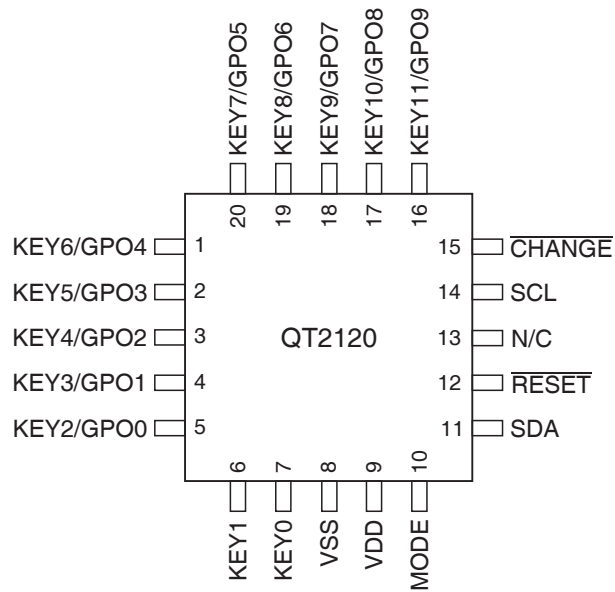 KEY7/GPO5
KEY8/GPO6
KEY9/GPO7
KEY10/GPO8
KEY11/GPO9
20
19
18
17
16
KEY6/GPO4 1
KEY5/GPO3 2
KEY4/GPO2 3
KEY3/GPO1 4
KEY2/GPO0 5
QT2120
15 CHANGE
14 SCL
13 N/C
12 RESET
11 SDA
6
7
8
9
10
KEY1
KEY0
VSS
VDD
MODE